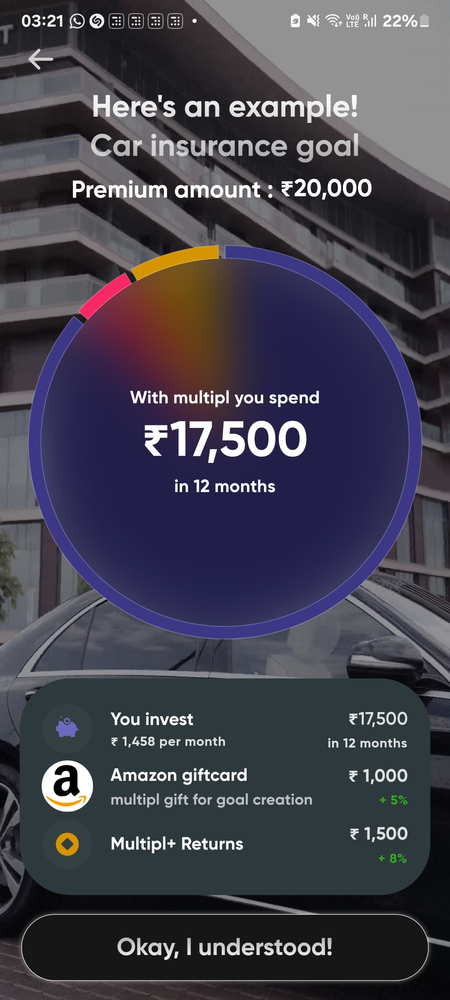 03:21
Vo)) LTE R 22%
Here's an example!
Car insurance goal
Premium amount : ₹20,000
With multipl you spend
₹17,500
in 12 months
You invest ₹17,500
₹ 1,458 per month in 12 months
Amazon giftcard ₹ 1,000
multipl gift for goal creation + 5%
Multipl+ Returns ₹ 1,500
+ 8%
Okay, I understood!